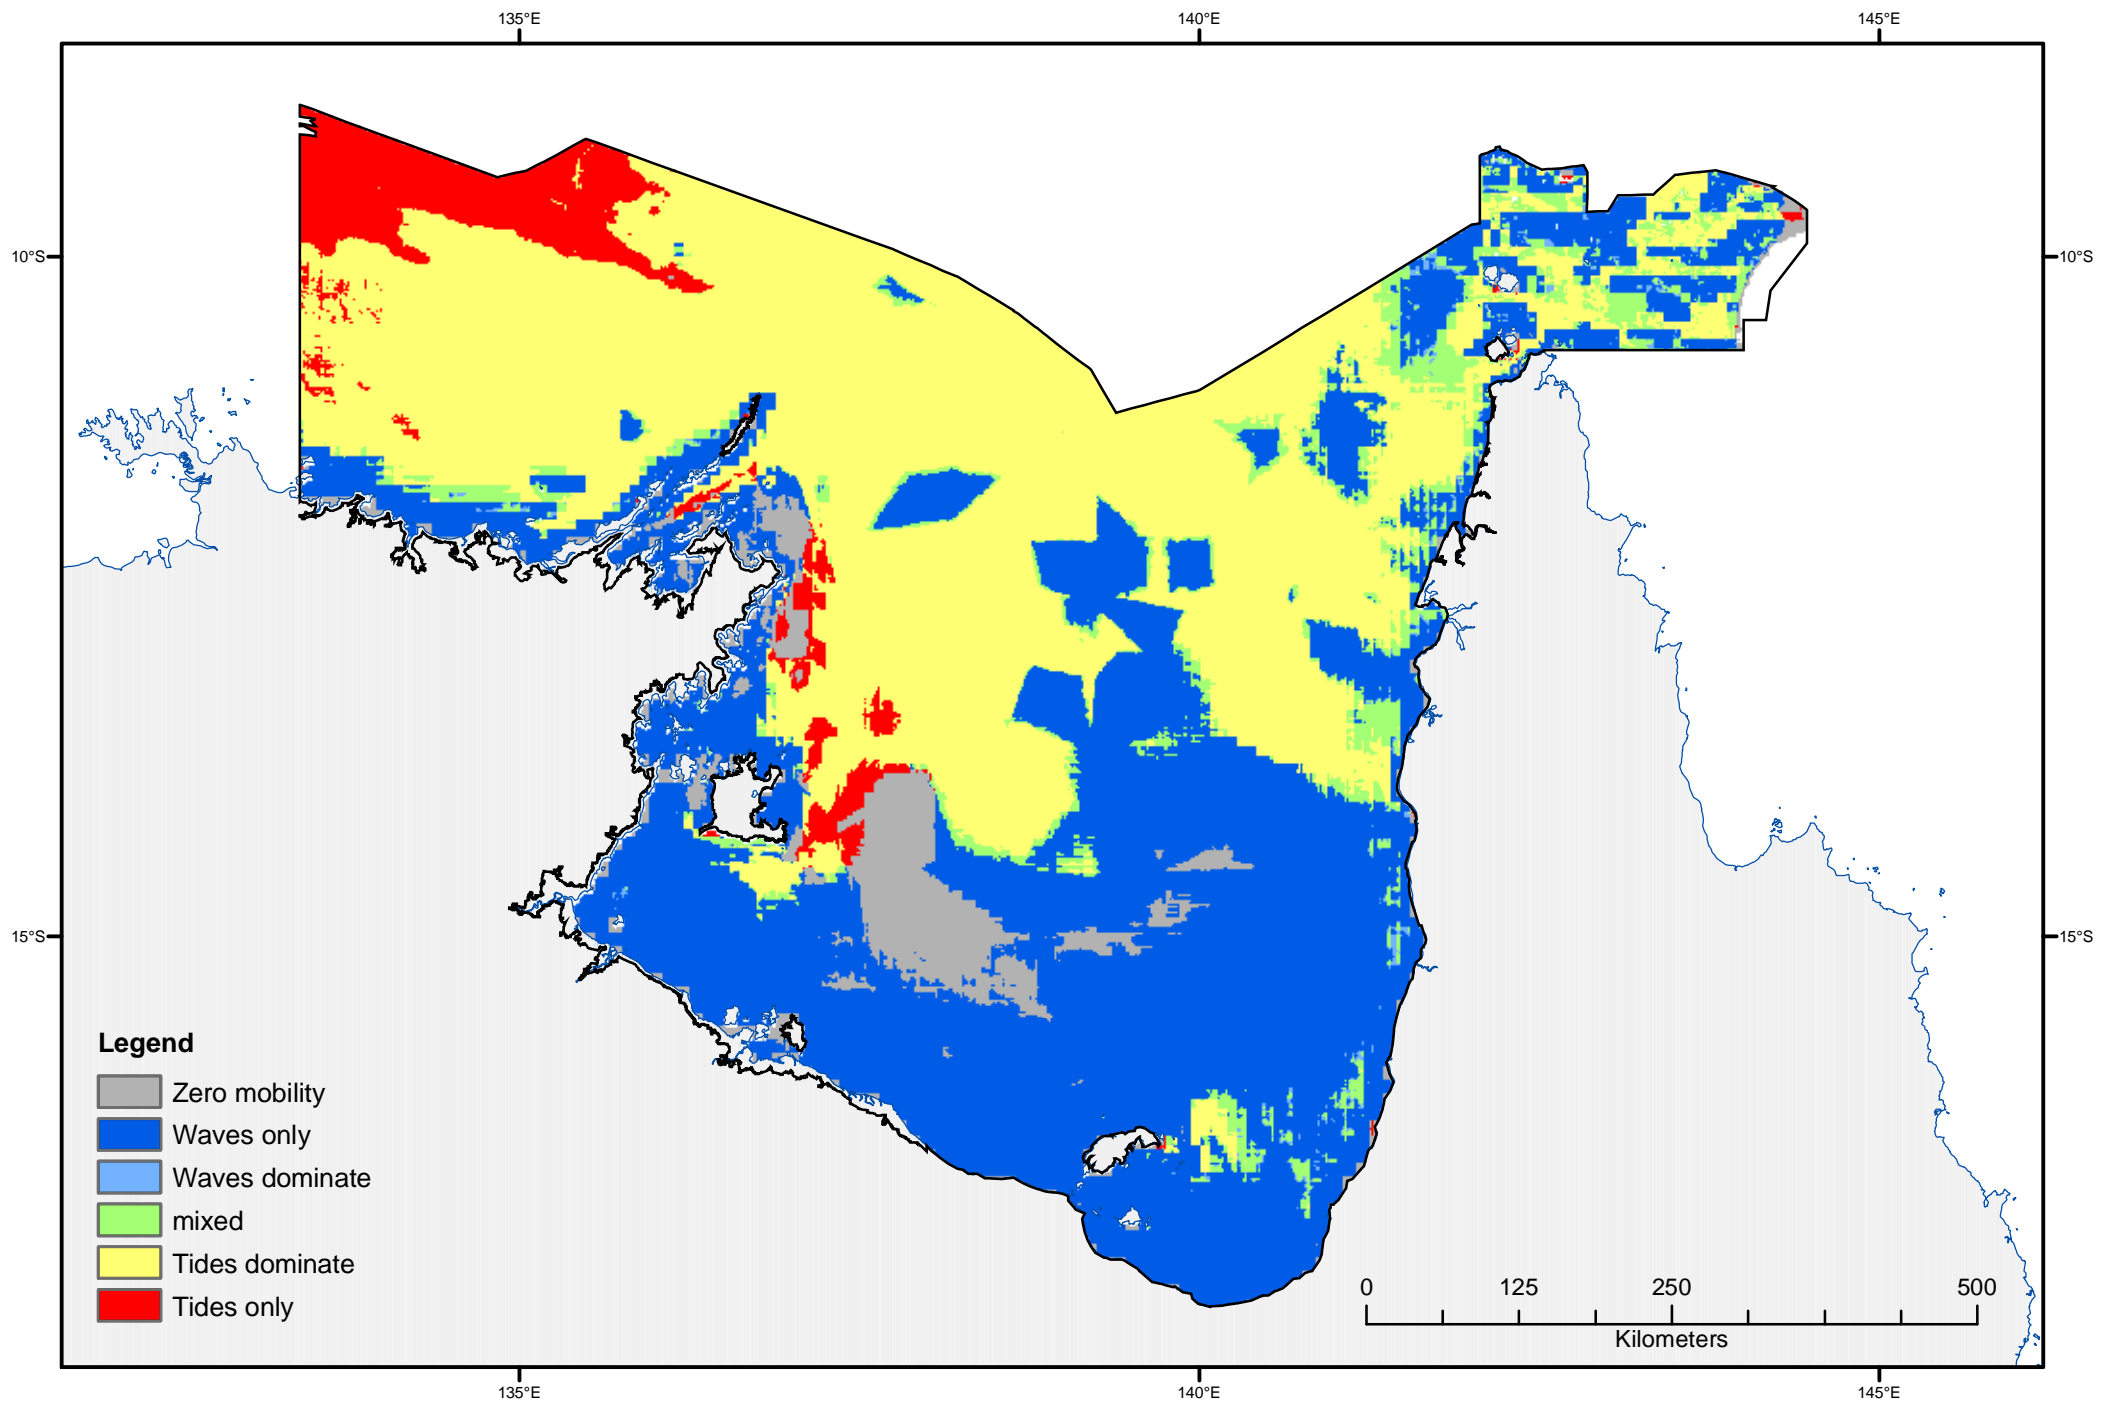 135°E 140°E 145°E
10°S 10°S
15°S 15°S
Legend
Zero mobility
Waves only
Waves dominate
mixed
Tides dominate
Tides only
0 125 250 500
Kilometers
135°E 140°E 145°E